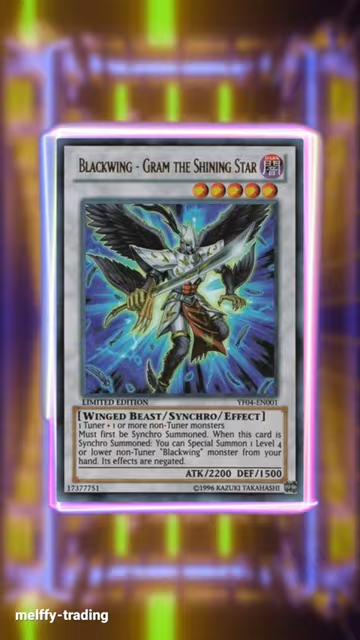 Blackwing - Gram the Shining Star
闇
LIMITED EDITION YF04-EN001
[Winged Beast/Synchro/Effect]
1 Tuner + 1 or more non-Tuner monsters
Must first be Synchro Summoned. When this card is
Synchro Summoned: You can Special Summon 1 Level 4
or lower non-Tuner "Blackwing" monster from your
hand. Its effects are negated.
ATK/2200 DEF/1500
17377751 ©1996 KAZUKI TAKAHASHI
melffy-trading